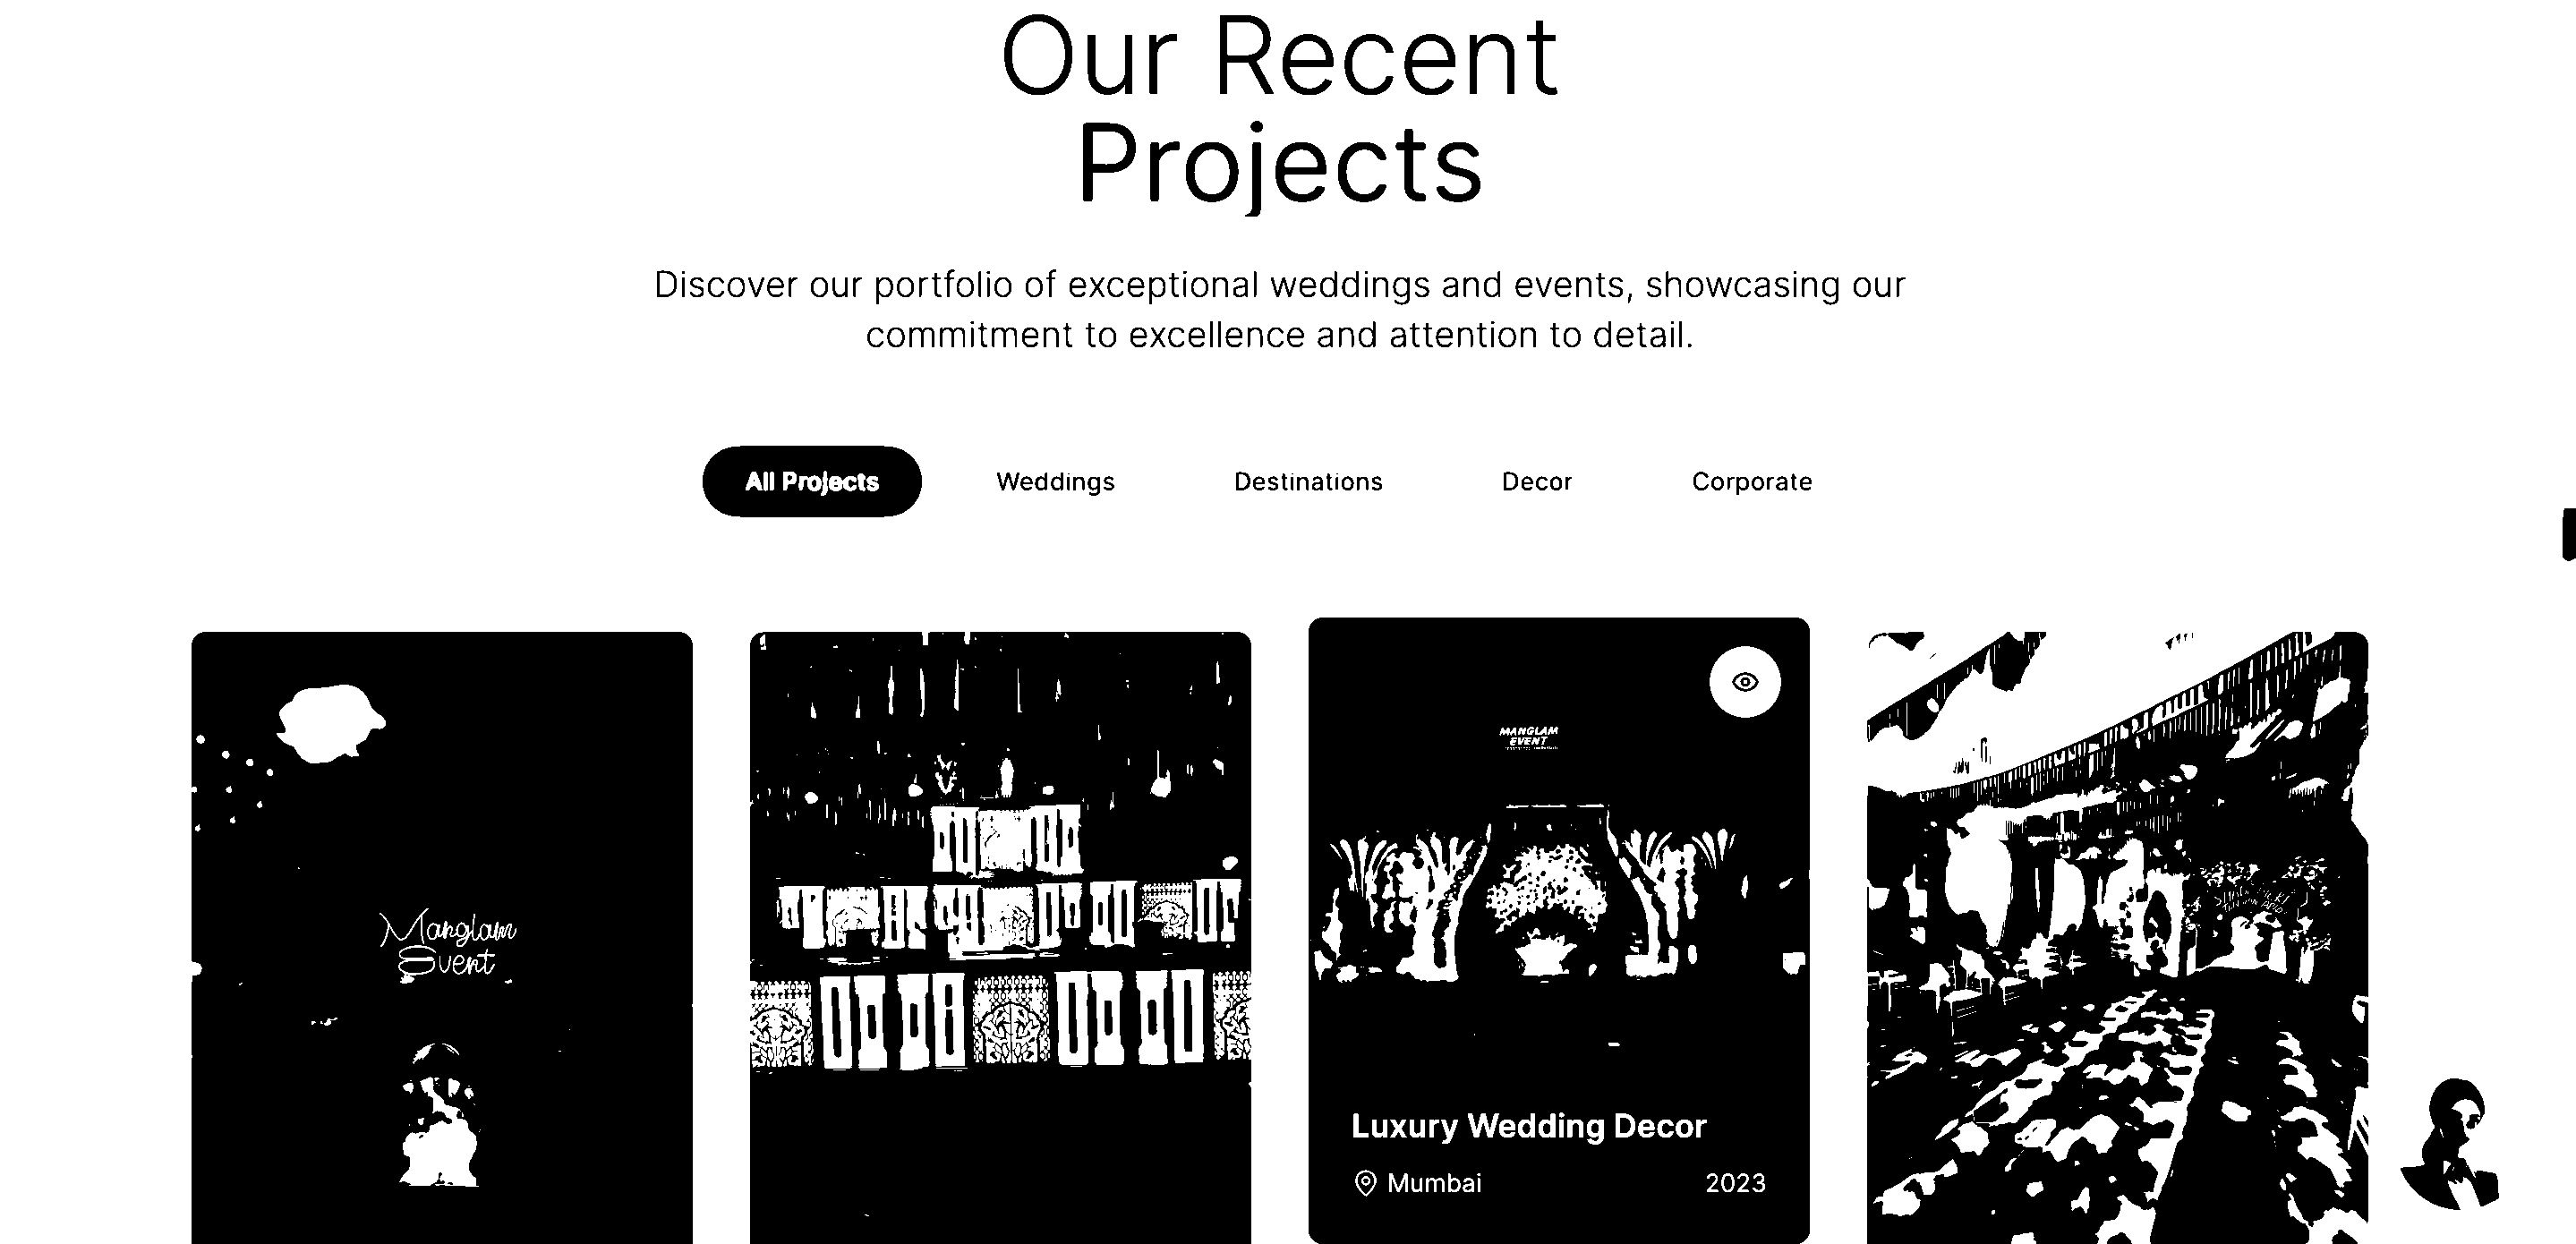 Our Recent
Projects
Discover our portfolio of exceptional weddings and events, showcasing our
commitment to excellence and attention to detail.
All Projects
Weddings
Destinations
Decor
Corporate
Manglam
Event
MANGLAM
EVENT
Luxury Wedding Decor
Mumbai
2023